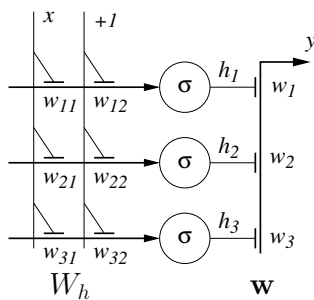 x +1 y
σ h1 w1
w11 w12
σ h2 w2
w21 w22
σ h3 w3
w31 w32
Wh w